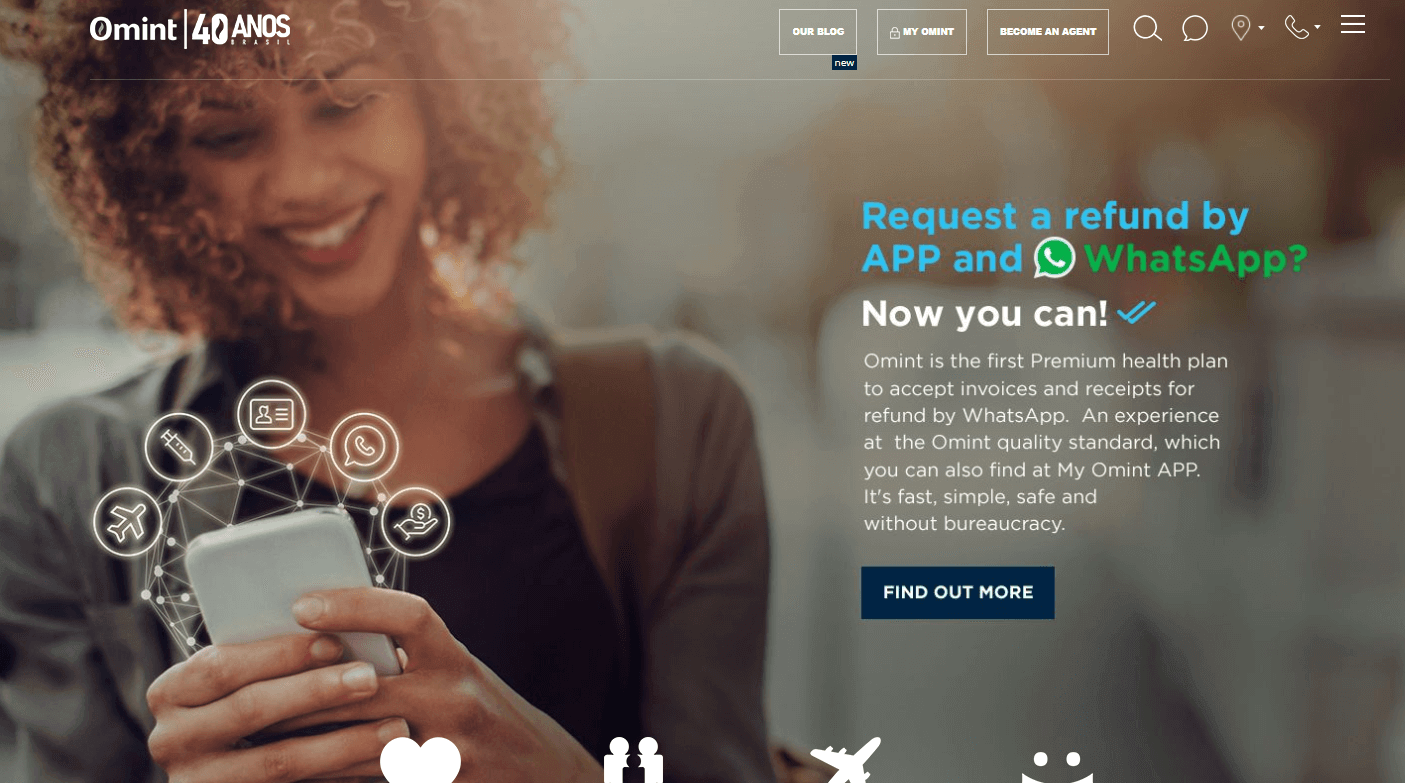 Omint 40 ANOS
BRASIL
OUR BLOG
new
MY OMINT
BECOME AN AGENT
Request a refund by
APP and WhatsApp?
Now you can!
Omint is the first Premium health plan
to accept invoices and receipts for
refund by WhatsApp. An experience
at the Omint quality standard, which
you can also find at My Omint APP.
It's fast, simple, safe and
without bureaucracy.
FIND OUT MORE